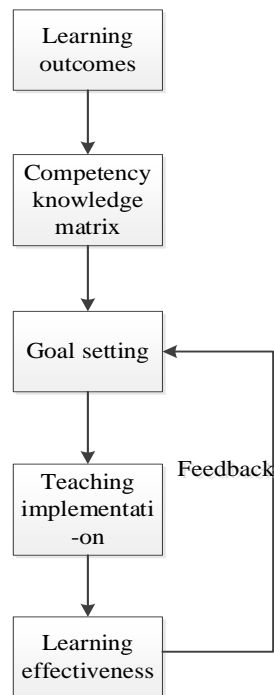 Learning
outcomes
Competency
knowledge
matrix
Goal setting
Feedback
Teaching
implementati
-on
Learning
effectiveness